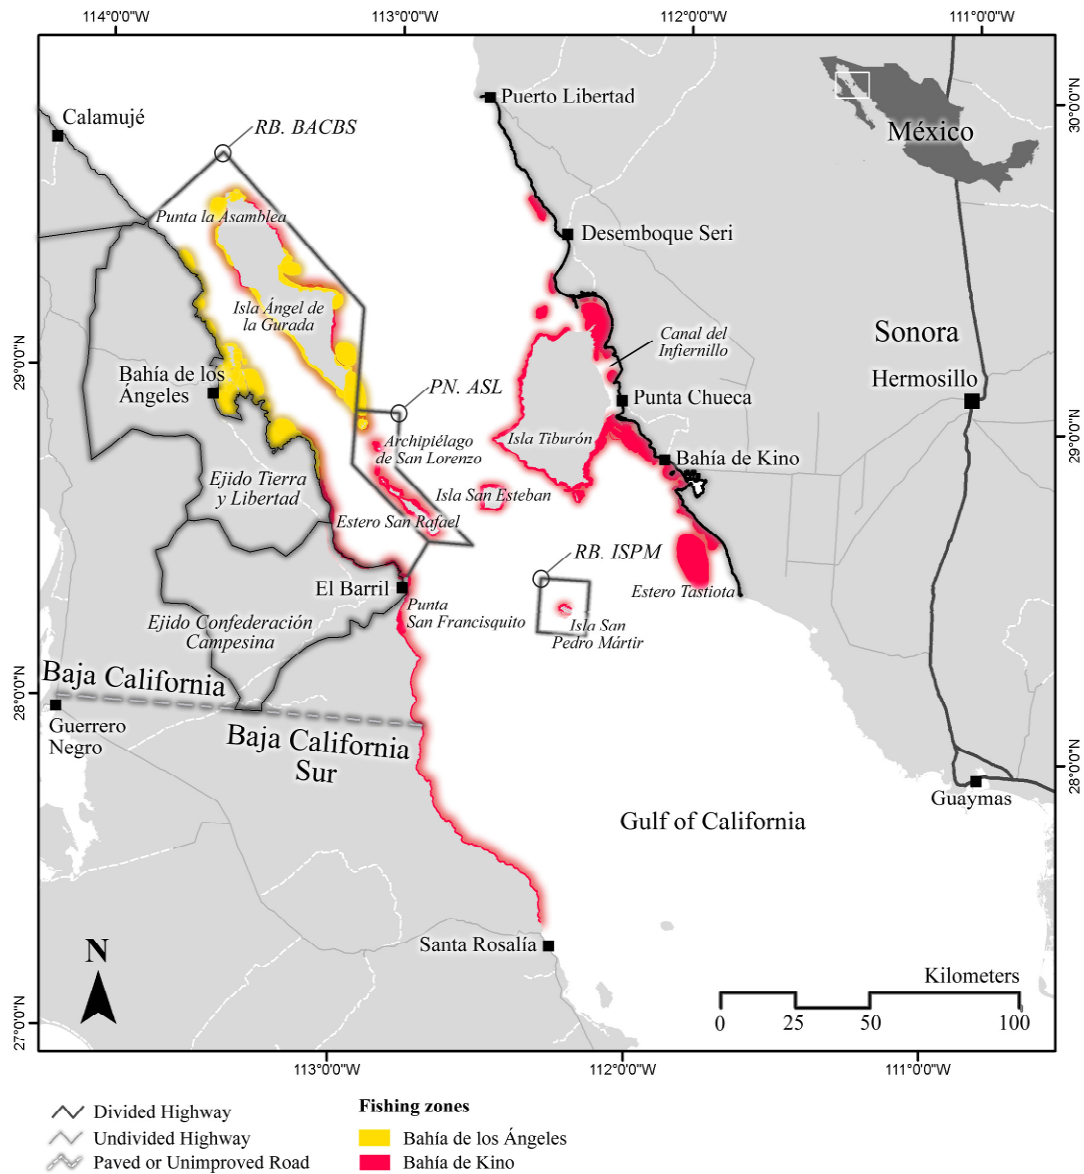 114°0'0"W
113°0'0"W
112°0'0"W
111°0'0"W
Puerto Libertad
30°0'0"N
Calamujé
RB. BACBS
México
Punta la Asamblea
Desemboque Seri
Isla Ángel de
la Gurada
Canal del
Infiernillo
Sonora
29°0'0"N
Bahía de los
Ángeles
PN. ASL
Hermosillo
Punta Chueca
Archipiélago
de San Lorenzo
Isla Tiburón
29°0'0"N
Bahía de Kino
Ejido Tierra
y Libertad
Isla San Esteban
Estero San Rafael
RB. ISPM
El Barril
Estero Tastiota
Punta
San Francisquito
Ejido Confederación
Campesina
Isla San
Pedro Mártir
28°0'0"N
Baja California
Guerrero
Negro
Baja California
Sur
28°0'0"N
Guaymas
Gulf of California
N
Santa Rosalía
Kilometers
0 25 50 100
27°0'0"N
113°0'0"W
112°0'0"W
111°0'0"W
Divided Highway
Undivided Highway
Paved or Unimproved Road
Fishing zones
Bahía de los Ángeles
Bahía de Kino